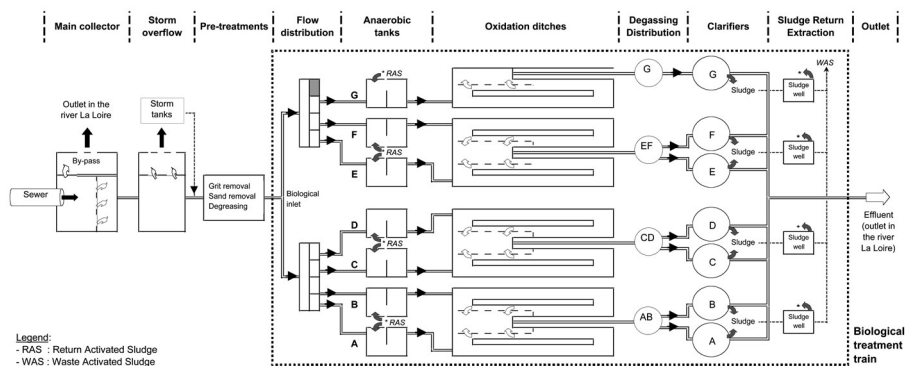 Main collector
Storm
overflow
Pre-treatments
Flow
distribution
Anaerobic
tanks
Oxidation ditches
Degassing
Distribution
Clarifiers
Sludge Return
Extraction
Outlet
Outlet in the
river La Loire
By-pass
Sewer
Storm
tanks
Grit removal
Sand removal
Degreasing
Biological
inlet
* RAS
G
F
* RAS
E
D
* RAS
C
B
* RAS
A
G
EF
CD
AB
G
Sludge
F
Sludge
E
D
Sludge
C
B
Sludge
A
WAS
*
Sludge
well
*
Sludge
well
*
Sludge
well
*
Sludge
well
Effluent
(outlet in
the river
La Loire)
Biological
treatment
train
Legend:
- RAS : Return Activated Sludge
- WAS : Waste Activated Sludge